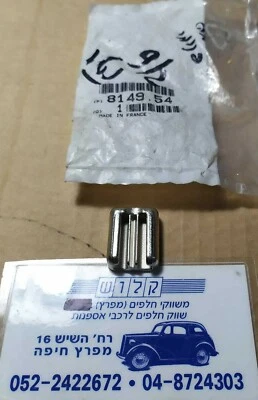 (P) 8149.54
(Q) 1
MADE IN FRANCE
קלוש
משווקי חלפים (מפרץ)
שווק חלפים לרכבי אספנות
רח' השיש 16
מפרץ חיפה
052-2422672 • 04-8724303